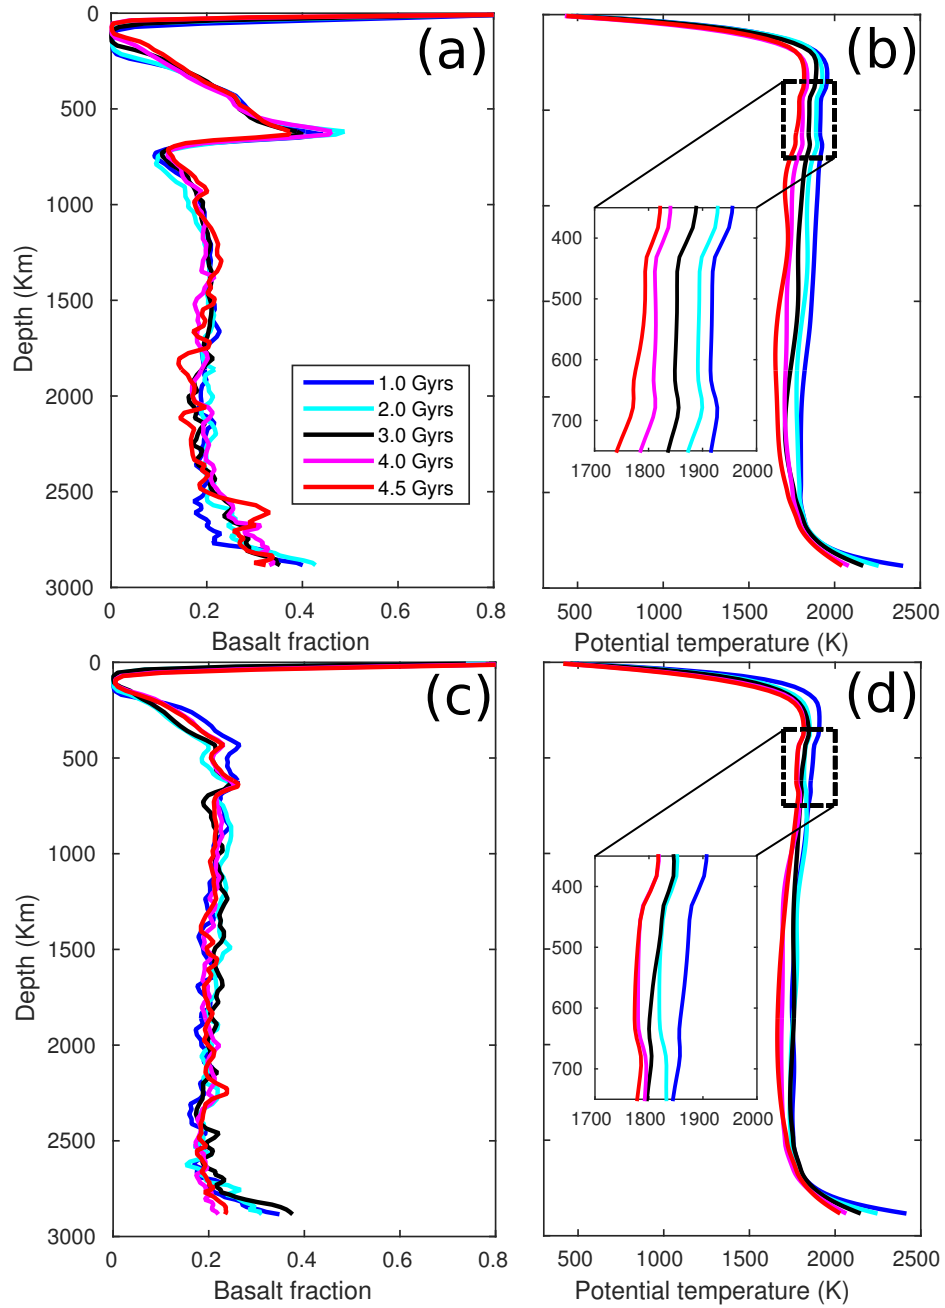 (a)
0
500
1000
1500
2000
2500
3000
Depth (Km)
1.0 Gyrs
2.0 Gyrs
3.0 Gyrs
4.0 Gyrs
4.5 Gyrs
0 0.2 0.4 0.6 0.8
Basalt fraction
(b)
400
500
600
700
1700 1800 1900 2000
500 1000 1500 2000 2500
Potential temperature (K)
(c)
0
500
1000
1500
2000
2500
3000
Depth (Km)
0 0.2 0.4 0.6 0.8
Basalt fraction
(d)
400
500
600
700
1700 1800 1900 2000
500 1000 1500 2000 2500
Potential temperature (K)